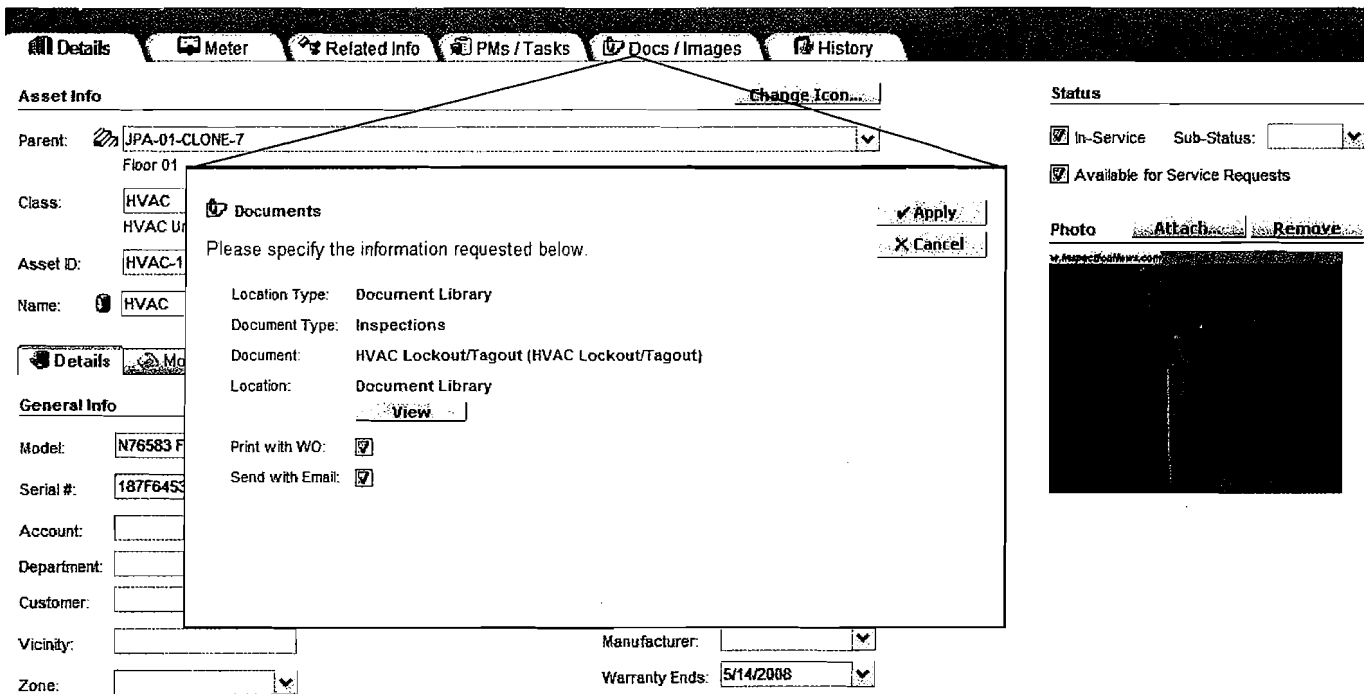 Details Meter Related Info PMs / Tasks Docs / Images History
Asset Info Change Icon...
Parent: JPA-01-CLONE-7
Floor 01
Class: HVAC
HVAC Ur
Asset ID: HVAC-1
Name: HVAC
Details Mo
General Info
Model: N76583 F
Serial #: 187F6453
Account:
Department:
Customer:
Vicinity:
Zone:
Documents
Apply
Cancel
Please specify the information requested below.
Location Type: Document Library
Document Type: Inspections
Document: HVAC Lockout/Tagout (HVAC Lockout/Tagout)
Location: Document Library
View
Print with WO:
Send with Email:
Manufacturer:
Warranty Ends: 5/14/2008
Status
In-Service Sub-Status:
Available for Service Requests
Photo Attach... Remove
w.InspectionNews.com